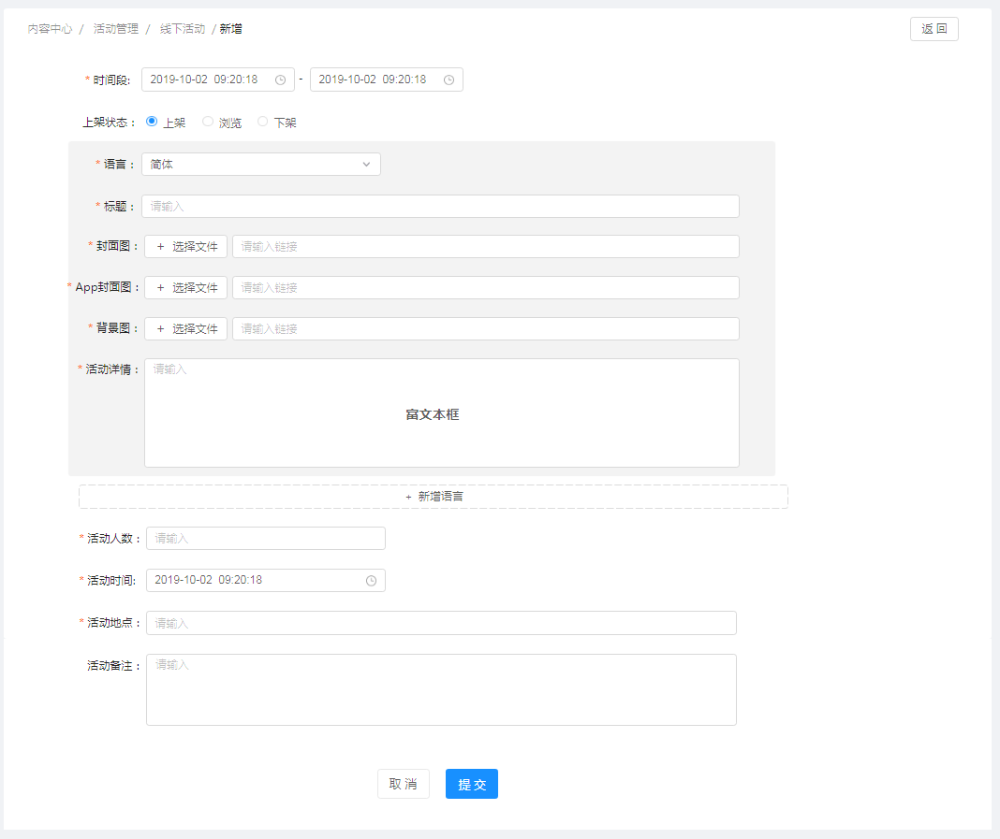 内容中心 / 活动管理 / 线下活动 / 新增 返 回
* 时间段: 2019-10-02 09:20:18 - 2019-10-02 09:20:18
上架状态： 上架 浏览 下架
* 语言： 简体
* 标题： 请输入
* 封面图： + 选择文件 请输入链接
* App封面图： + 选择文件 请输入链接
* 背景图： + 选择文件 请输入链接
* 活动详情： 请输入
富文本框
+ 新增语言
* 活动人数： 请输入
* 活动时间: 2019-10-02 09:20:18
* 活动地点： 请输入
活动备注： 请输入
取 消 提 交